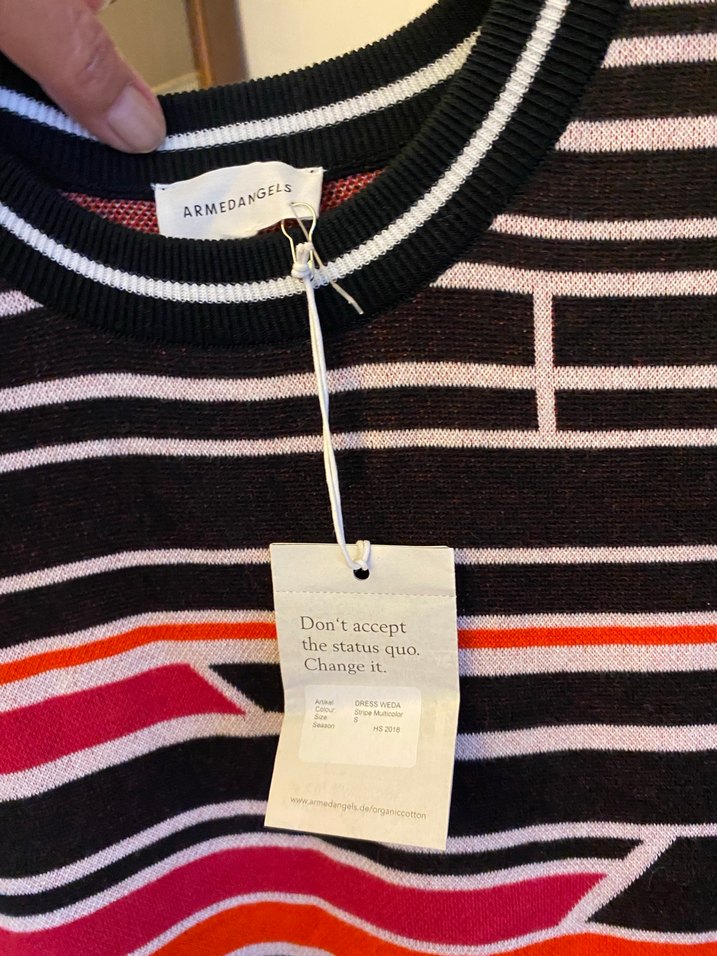 ARMEDANGELS
Don't accept
the status quo.
Change it.
Artikel DRESS WEDA
Colour: Stripe Multicolor
Size: S
Season HS 2016
www.armedangels.de/organiccotton